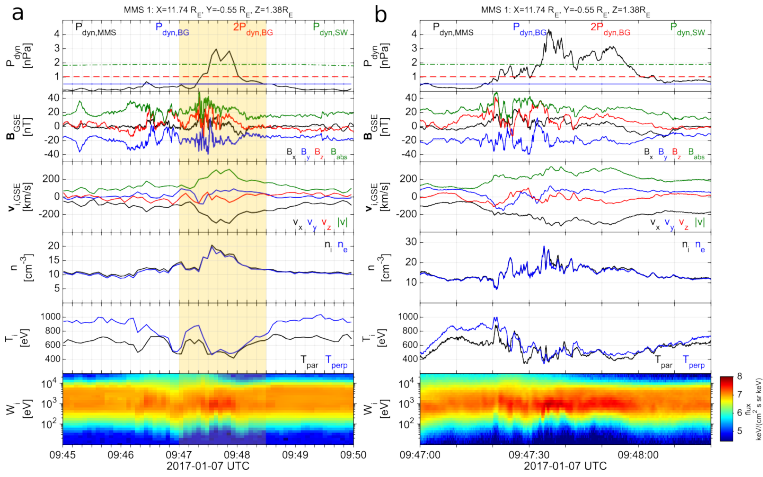 a
MMS 1: X=11.74 R_E, Y=-0.55 R_E, Z=1.38R_E
P_dyn,MMS P_dyn,BG 2P_dyn,BG P_dyn,SW
P_dyn [nPa]
4
3
2
1
B_GSE [nT]
40
20
0
-20
-40
B_x B_y B_z B_abs
v_i,GSE [km/s]
200
0
-200
v_x v_y v_z |v|
n [cm^-3]
20
15
10
5
n_i n_e
T_i [eV]
1000
800
600
400
T_par T_perp
W_i [eV]
10^4
10^3
10^2
09:45 09:46 09:47 09:48 09:49 09:50
2017-01-07 UTC
b
MMS 1: X=11.74 R_E, Y=-0.55 R_E, Z=1.38R_E
P_dyn,MMS P_dyn,BG 2P_dyn,BG P_dyn,SW
P_dyn [nPa]
4
3
2
1
B_GSE [nT]
40
20
0
-20
-40
B_x B_y B_z B_abs
v_i,GSE [km/s]
200
0
-200
v_x v_y v_z |v|
n [cm^-3]
30
20
10
n_i n_e
T_i [eV]
1000
800
600
400
T_par T_perp
W_i [eV]
10^4
10^3
10^2
09:47:00 09:47:30 09:48:00
2017-01-07 UTC
8
7
6
5
flux
keV/(cm^2 s sr keV)